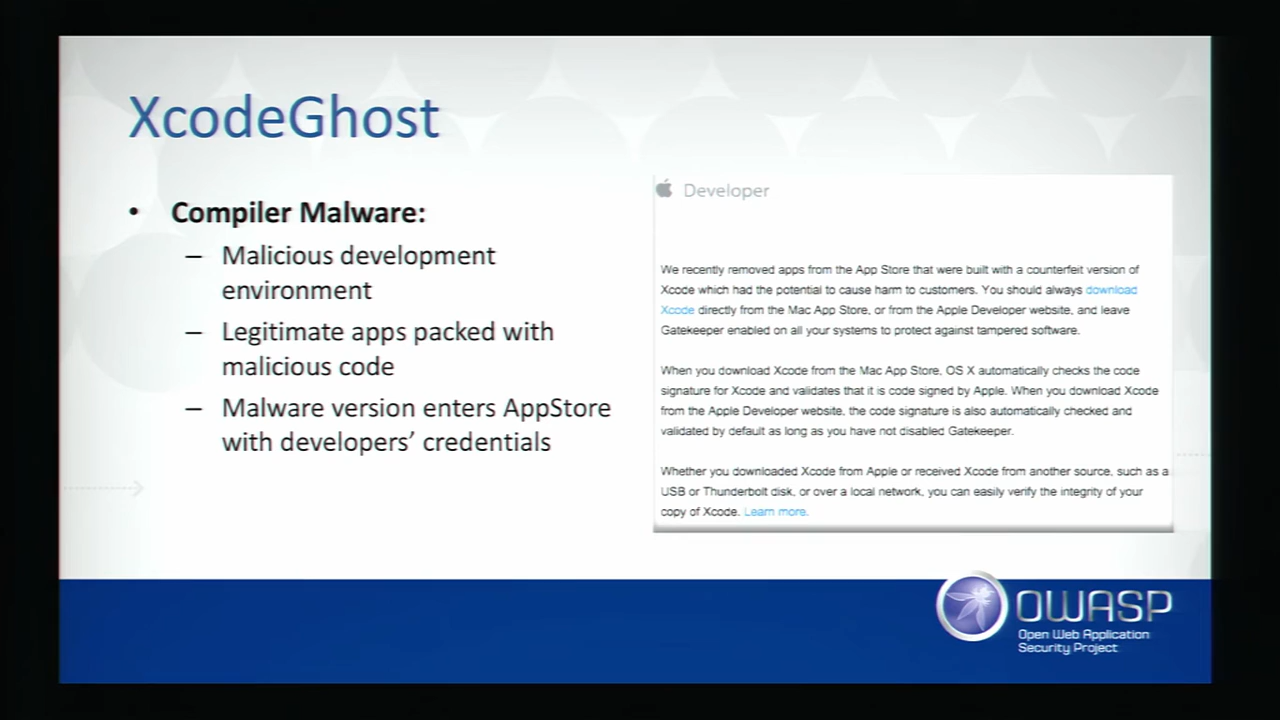 XcodeGhost
• Compiler Malware:
– Malicious development
environment
– Legitimate apps packed with
malicious code
– Malware version enters AppStore
with developers' credentials
Developer
We recently removed apps from the App Store that were built with a counterfeit version of
Xcode which had the potential to cause harm to customers. You should always download
Xcode directly from the Mac App Store, or from the Apple Developer website, and leave
Gatekeeper enabled on all your systems to protect against tampered software.
When you download Xcode from the Mac App Store, OS X automatically checks the code
signature for Xcode and validates that it is code signed by Apple. When you download Xcode
from the Apple Developer website, the code signature is also automatically checked and
validated by default as long as you have not disabled Gatekeeper.
Whether you downloaded Xcode from Apple or received Xcode from another source, such as a
USB or Thunderbolt disk, or over a local network, you can easily verify the integrity of your
copy of Xcode. Learn more.
OWASP
Open Web Application
Security Project